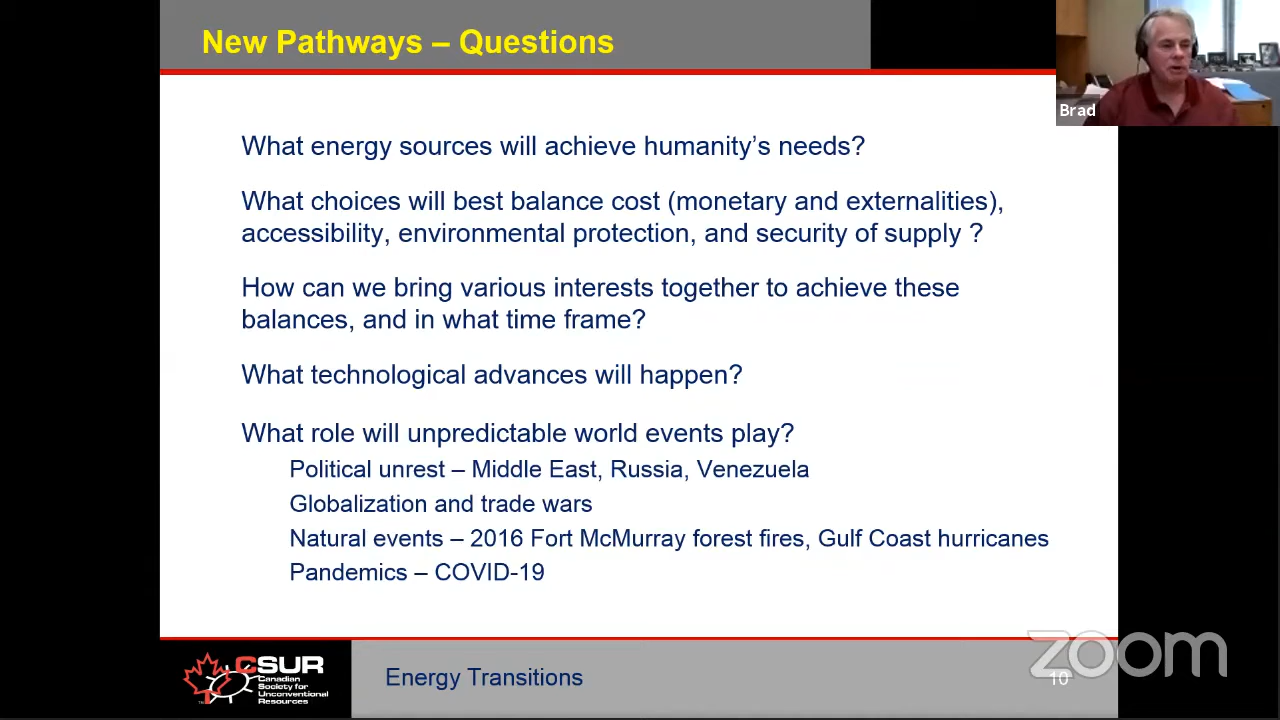 New Pathways – Questions
Brad
What energy sources will achieve humanity's needs?
What choices will best balance cost (monetary and externalities),
accessibility, environmental protection, and security of supply ?
How can we bring various interests together to achieve these
balances, and in what time frame?
What technological advances will happen?
What role will unpredictable world events play?
Political unrest – Middle East, Russia, Venezuela
Globalization and trade wars
Natural events – 2016 Fort McMurray forest fires, Gulf Coast hurricanes
Pandemics – COVID-19
CSUR
Canadian
Society for
Unconventional
Resources
TM
Energy Transitions
zoom
10